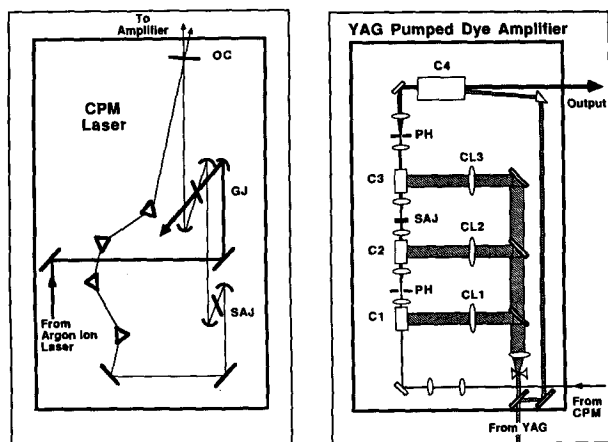 To
Amplifier
OC
CPM
Laser
GJ
SAJ
From
Argon Ion
Laser
YAG Pumped Dye Amplifier
C4
Output
PH
C3
CL3
SAJ
C2
CL2
PH
C1
CL1
From
CPM
From YAG